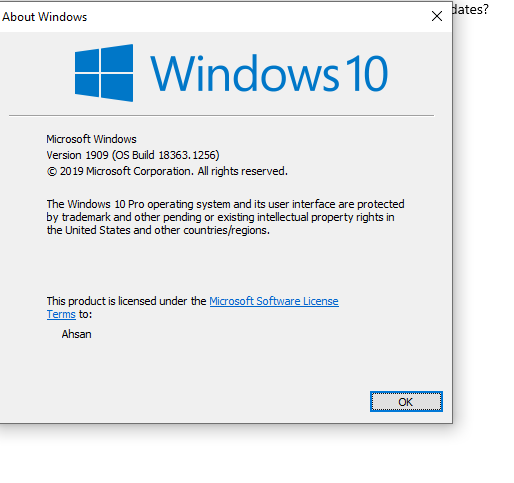 About Windows
dates?
Windows 10
Microsoft Windows
Version 1909 (OS Build 18363.1256)
© 2019 Microsoft Corporation. All rights reserved.
The Windows 10 Pro operating system and its user interface are protected
by trademark and other pending or existing intellectual property rights in
the United States and other countries/regions.
This product is licensed under the Microsoft Software License
Terms to:
Ahsan
OK